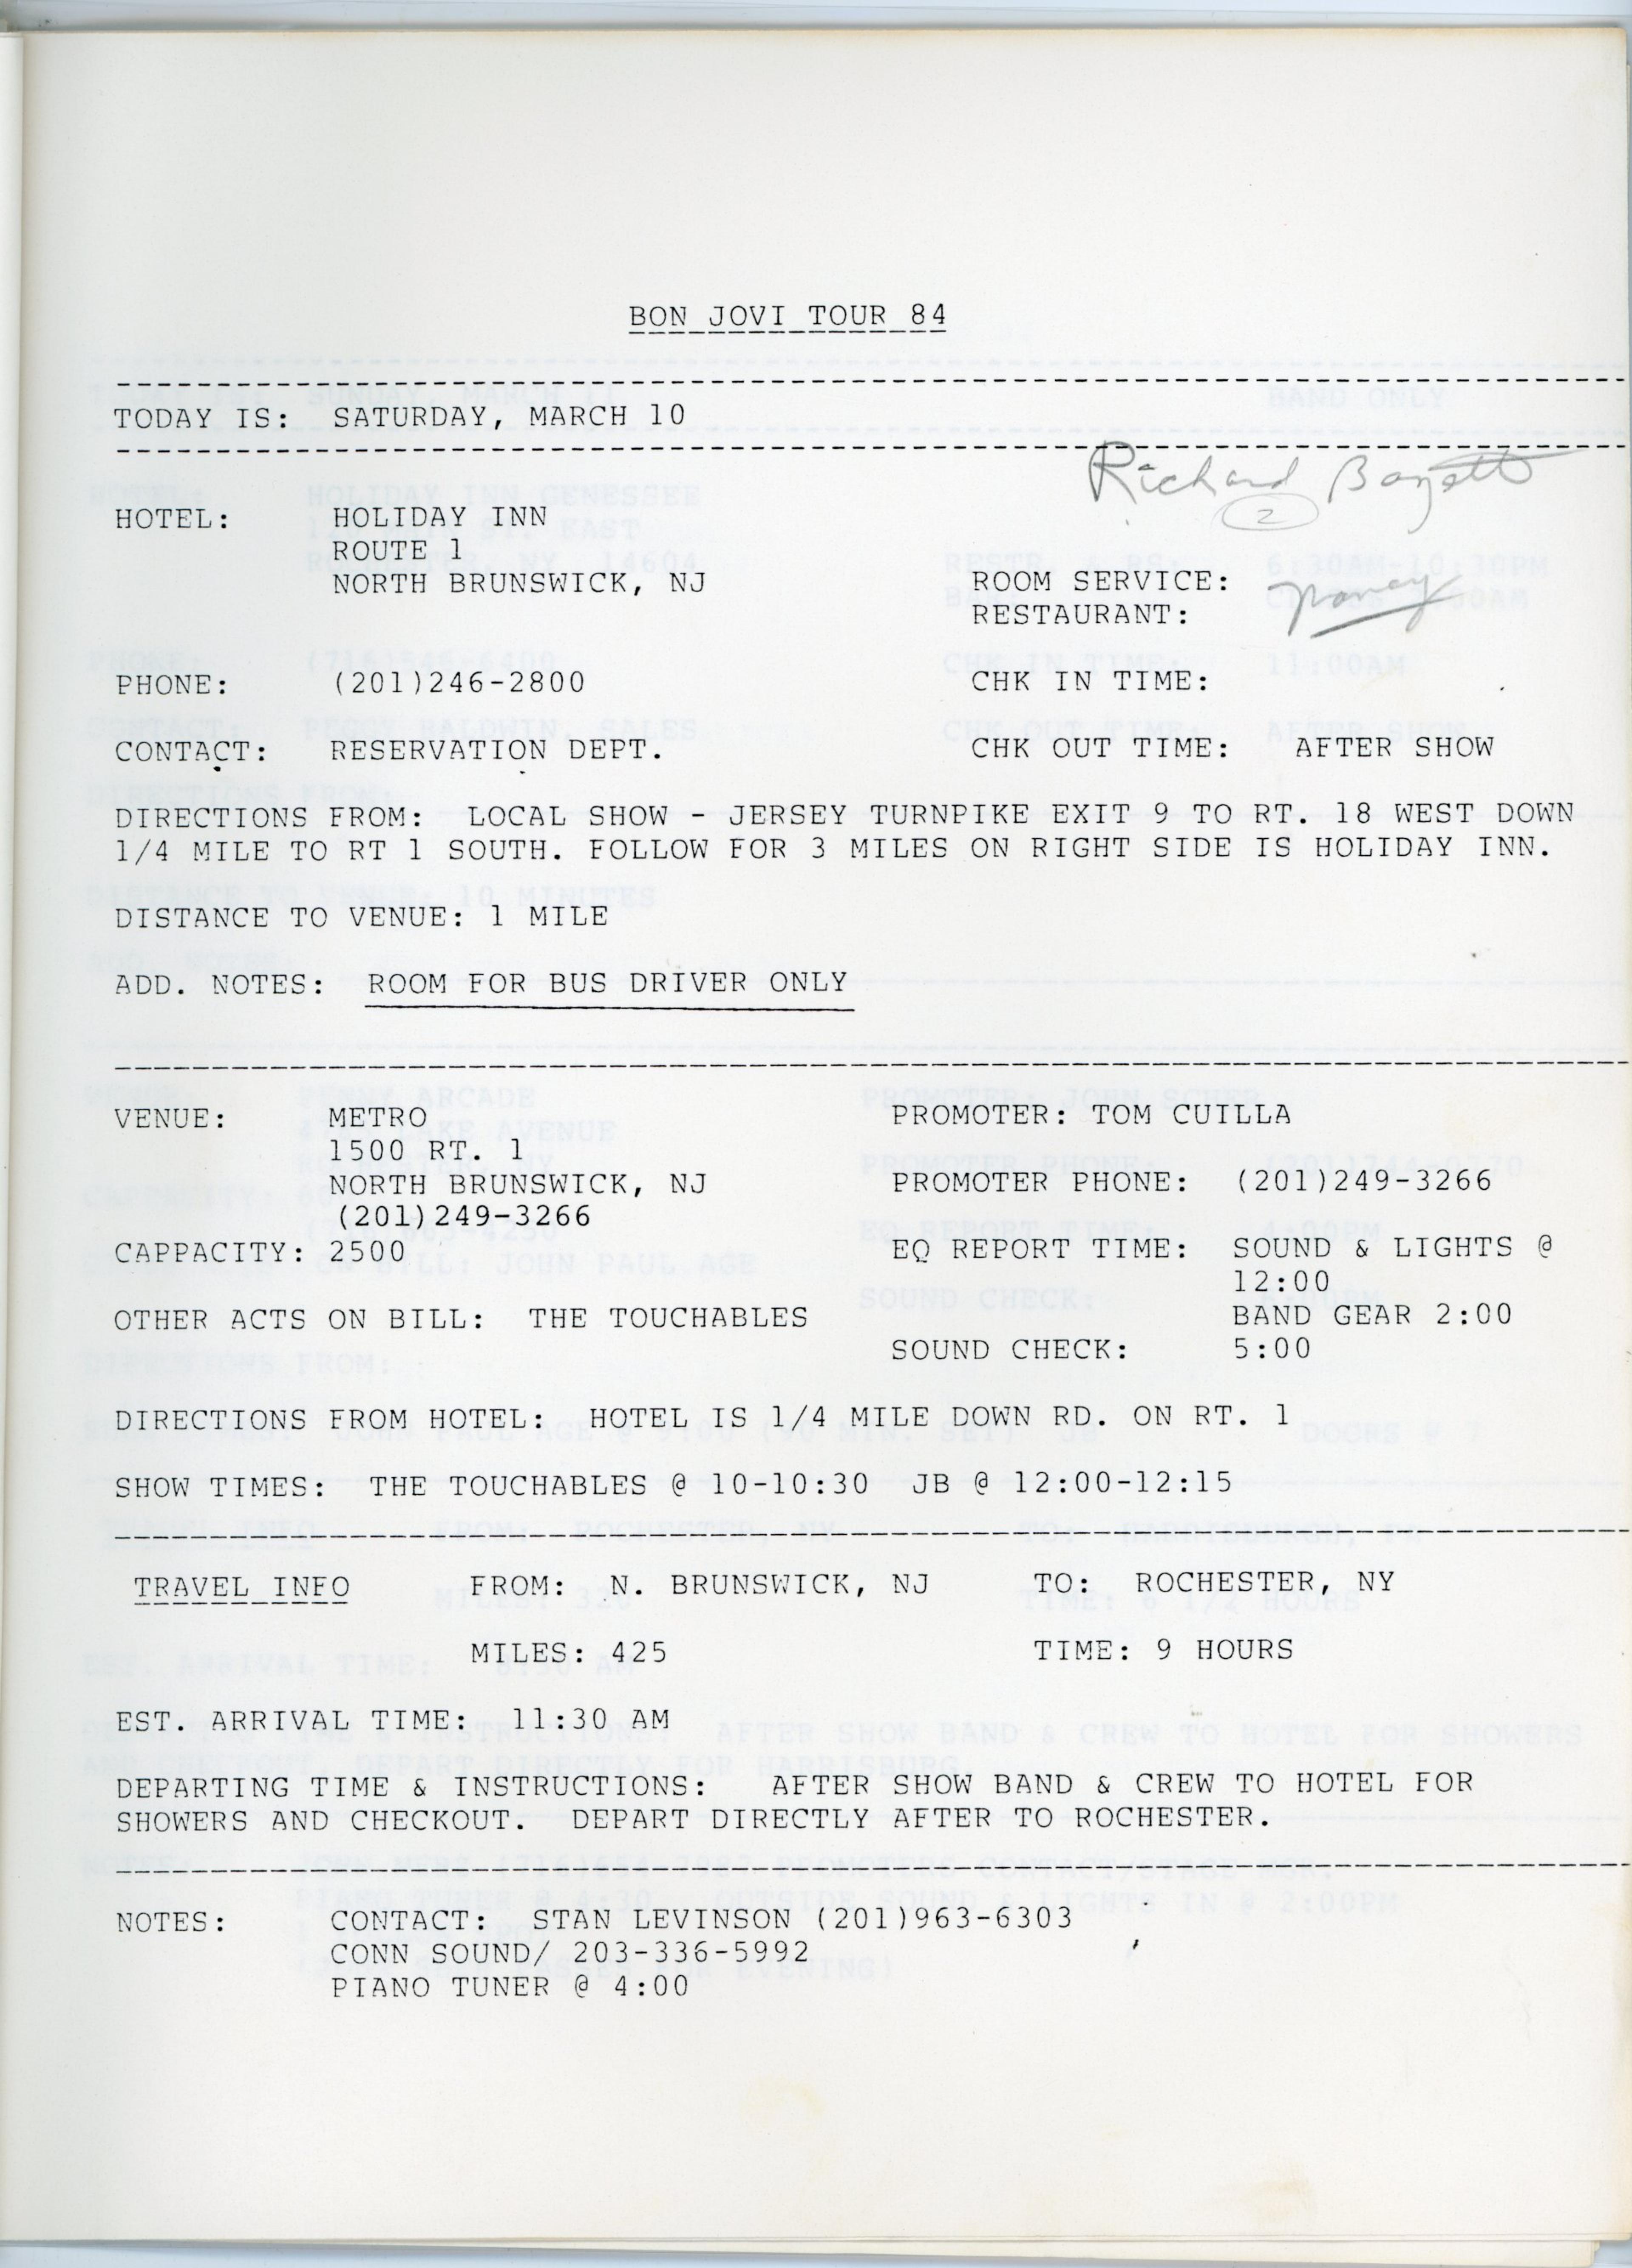 BON JOVI TOUR 84
TODAY IS: SATURDAY, MARCH 10
Richard
2
HOTEL: HOLIDAY INN
ROUTE 1
NORTH BRUNSWICK, NJ ROOM SERVICE:
RESTAURANT:
PHONE: (201)246-2800 CHK IN TIME:
CONTACT: RESERVATION DEPT. CHK OUT TIME: AFTER SHOW
DIRECTIONS FROM: LOCAL SHOW - JERSEY TURNPIKE EXIT 9 TO RT. 18 WEST DOWN
1/4 MILE TO RT 1 SOUTH. FOLLOW FOR 3 MILES ON RIGHT SIDE IS HOLIDAY INN.
DISTANCE TO VENUE: 1 MILE
ADD. NOTES: ROOM FOR BUS DRIVER ONLY
VENUE: METRO PROMOTER: TOM CUILLA
1500 RT. 1
NORTH BRUNSWICK, NJ PROMOTER PHONE: (201)249-3266
(201)249-3266
CAPPACITY: 2500 EQ REPORT TIME: SOUND & LIGHTS @
12:00
OTHER ACTS ON BILL: THE TOUCHABLES BAND GEAR 2:00
SOUND CHECK: 5:00
DIRECTIONS FROM HOTEL: HOTEL IS 1/4 MILE DOWN RD. ON RT. 1
SHOW TIMES: THE TOUCHABLES @ 10-10:30 JB @ 12:00-12:15
TRAVEL INFO FROM: N. BRUNSWICK, NJ TO: ROCHESTER, NY
MILES: 425 TIME: 9 HOURS
EST. ARRIVAL TIME: 11:30 AM
DEPARTING TIME & INSTRUCTIONS: AFTER SHOW BAND & CREW TO HOTEL FOR
SHOWERS AND CHECKOUT. DEPART DIRECTLY AFTER TO ROCHESTER.
NOTES: CONTACT: STAN LEVINSON (201)963-6303
CONN SOUND/ 203-336-5992
PIANO TUNER @ 4:00